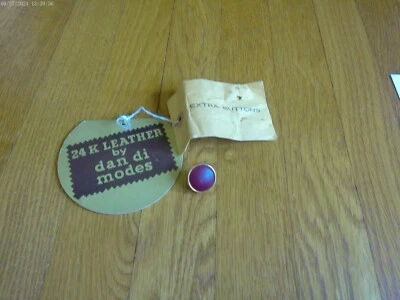 24 K LEATHER
by
dan di
modes
EXTRA BUTTONS